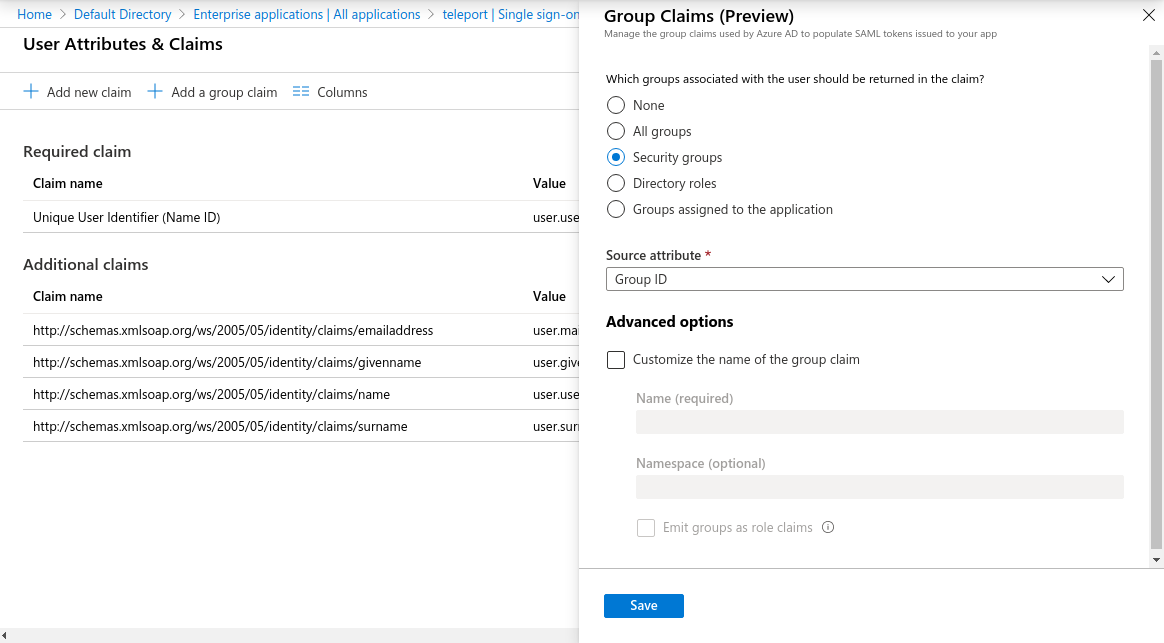 Home > Default Directory > Enterprise applications | All applications > teleport | Single sign-on
User Attributes & Claims
Add new claim Add a group claim Columns
Required claim
Claim name Value
Unique User Identifier (Name ID) user.use
Additional claims
Claim name Value
http://schemas.xmlsoap.org/ws/2005/05/identity/claims/emailaddress user.mai
http://schemas.xmlsoap.org/ws/2005/05/identity/claims/givenname user.give
http://schemas.xmlsoap.org/ws/2005/05/identity/claims/name user.use
http://schemas.xmlsoap.org/ws/2005/05/identity/claims/surname user.surn
Group Claims (Preview)
Manage the group claims used by Azure AD to populate SAML tokens issued to your app
Which groups associated with the user should be returned in the claim?
None
All groups
Security groups
Directory roles
Groups assigned to the application
Source attribute *
Group ID
Advanced options
Customize the name of the group claim
Name (required)
Namespace (optional)
Emit groups as role claims
Save